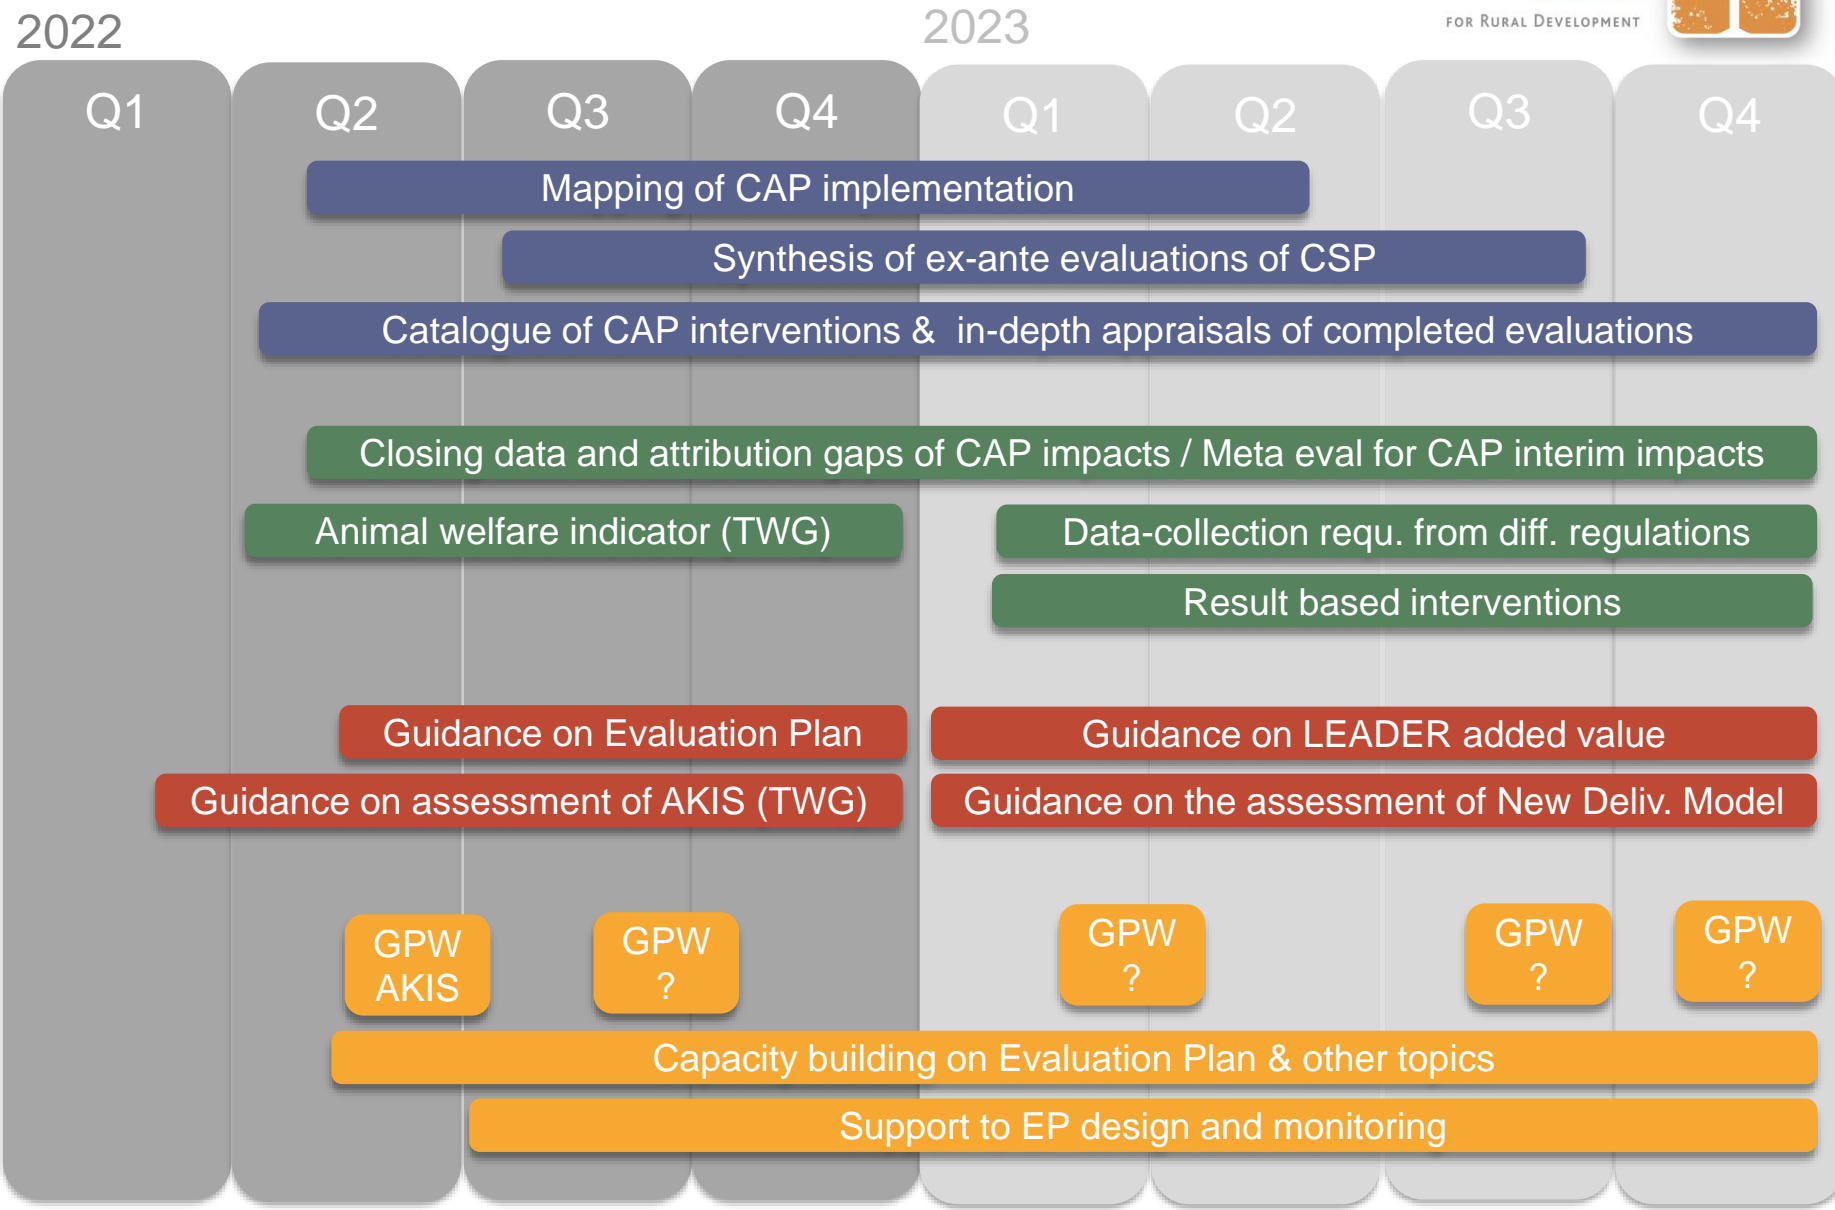 2022
2023
FOR RURAL DEVELOPMENT
Q1
Q2
Q3
Q4
Q1
Q2
Q3
Q4
Mapping of CAP implementation
Synthesis of ex-ante evaluations of CSP
Catalogue of CAP interventions & in-depth appraisals of completed evaluations
Closing data and attribution gaps of CAP impacts / Meta eval for CAP interim impacts
Animal welfare indicator (TWG)
Data-collection requ. from diff. regulations
Result based interventions
Guidance on Evaluation Plan
Guidance on LEADER added value
Guidance on assessment of AKIS (TWG)
Guidance on the assessment of New Deliv. Model
GPW
AKIS
GPW
?
GPW
?
GPW
?
GPW
?
Capacity building on Evaluation Plan & other topics
Support to EP design and monitoring